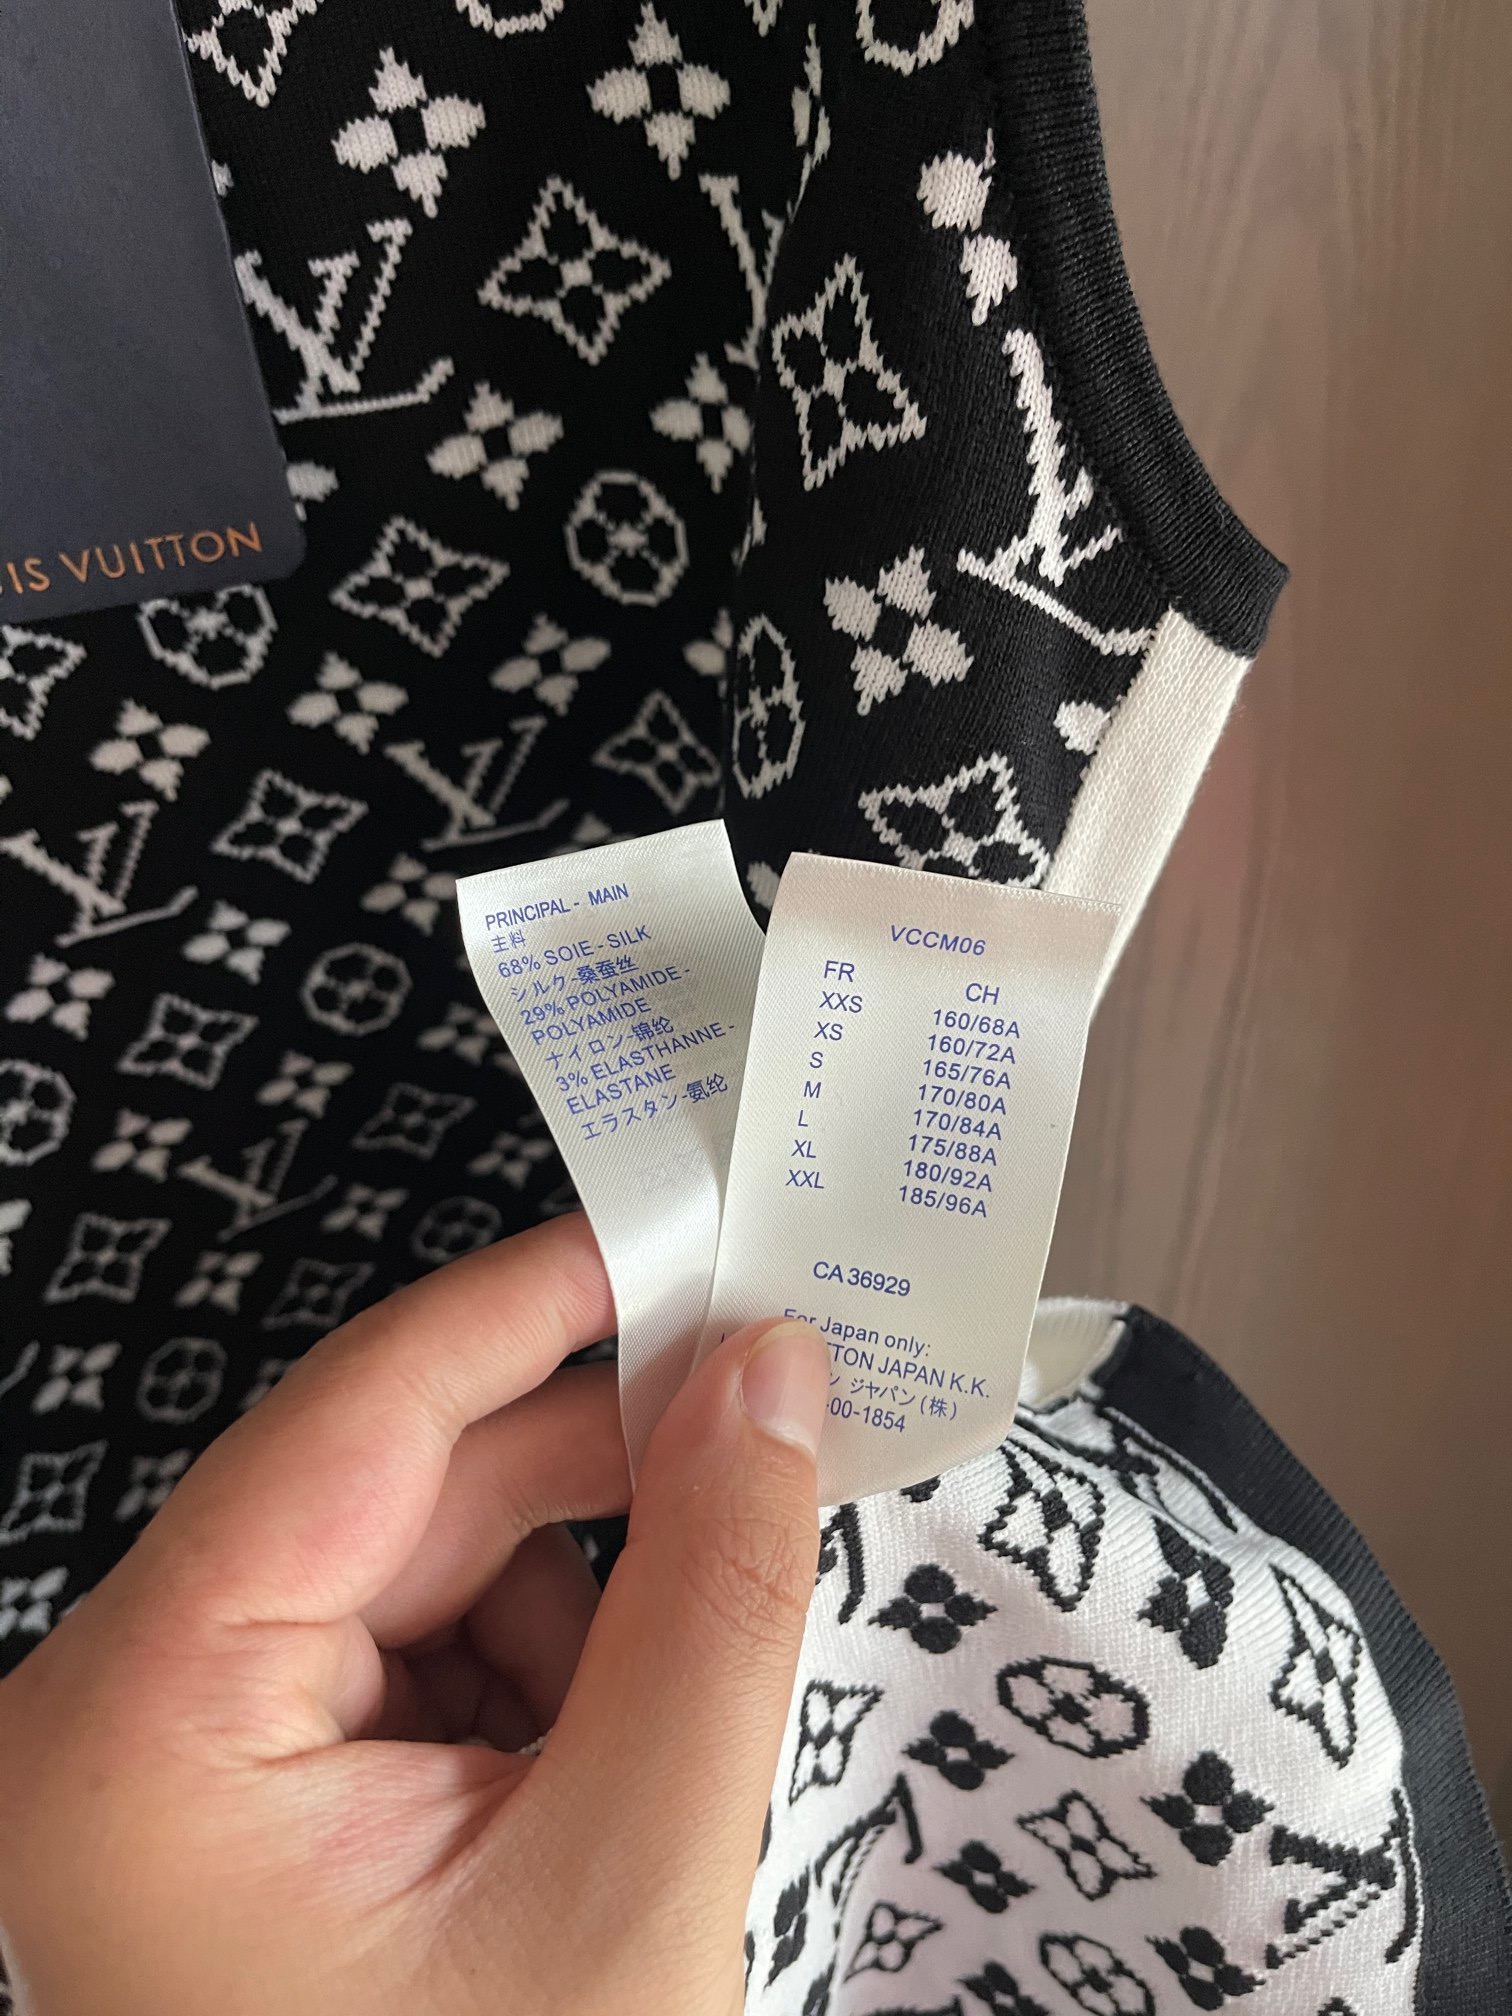 IS VUITTON
PRINCIPAL - MAIN
主料
68% SOIE - SILK
シルク-桑蚕丝
29% POLYAMIDE -
POLYAMIDE
ナイロン-锦纶
3% ELASTHANNE -
ELASTANE
エラスタン-氨纶
VCCM06
FR CH
XXS 160/68A
XS 160/72A
S 165/76A
M 170/80A
L 170/84A
XL 175/88A
XXL 180/92A
185/96A
CA 36929
For Japan only:
TTON JAPAN K.K.
ン ジャパン(株)
-00-1854